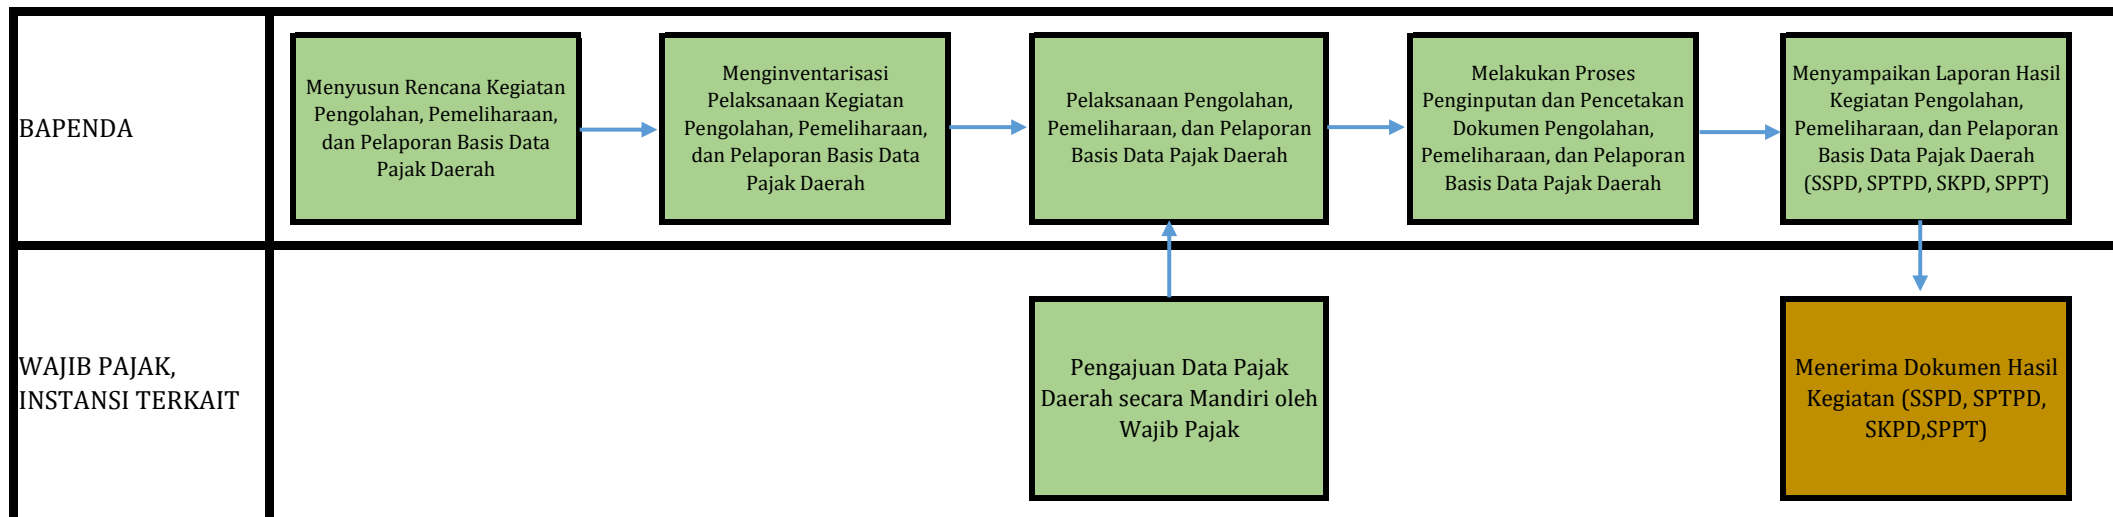 BAPENDA
Menyusun Rencana Kegiatan
Pengolahan, Pemeliharaan,
dan Pelaporan Basis Data
Pajak Daerah
Menginventarisasi
Pelaksanaan Kegiatan
Pengolahan, Pemeliharaan,
dan Pelaporan Basis Data
Pajak Daerah
Pelaksanaan Pengolahan,
Pemeliharaan, dan Pelaporan
Basis Data Pajak Daerah
Melakukan Proses
Penginputan dan Pencetakan
Dokumen Pengolahan,
Pemeliharaan, dan Pelaporan
Basis Data Pajak Daerah
Menyampaikan Laporan Hasil
Kegiatan Pengolahan,
Pemeliharaan, dan Pelaporan
Basis Data Pajak Daerah
(SSPD, SPTPD, SKPD, SPPT)
WAJIB PAJAK,
INSTANSI TERKAIT
Pengajuan Data Pajak
Daerah secara Mandiri oleh
Wajib Pajak
Menerima Dokumen Hasil
Kegiatan (SSPD, SPTPD,
SKPD,SPPT)